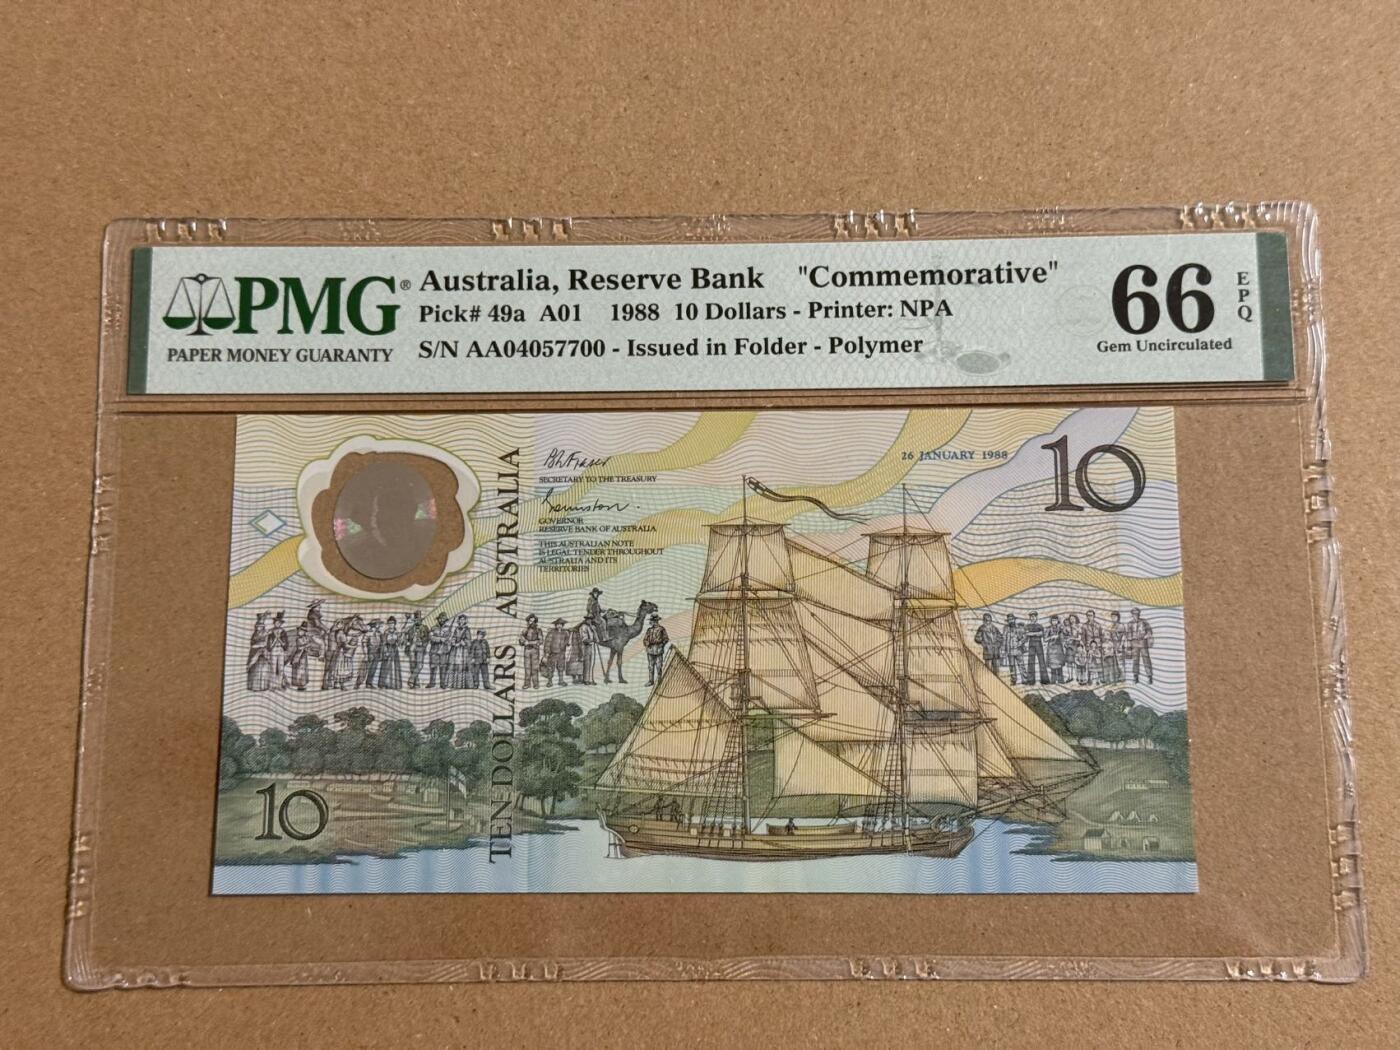 PMG®
PAPER MONEY GUARANTY
Australia, Reserve Bank "Commemorative"
Pick# 49a A01 1988 10 Dollars - Printer: NPA
S/N AA04057700 - Issued in Folder - Polymer
66
EPQ
Gem Uncirculated
SECRETARY TO THE TREASURY
GOVERNOR
RESERVE BANK OF AUSTRALIA
THIS AUSTRALIAN NOTE
IS LEGAL TENDER THROUGHOUT
AUSTRALIA AND ITS
TERRITORIES
26 JANUARY 1988
10
TEN DOLLARS AUSTRALIA
10